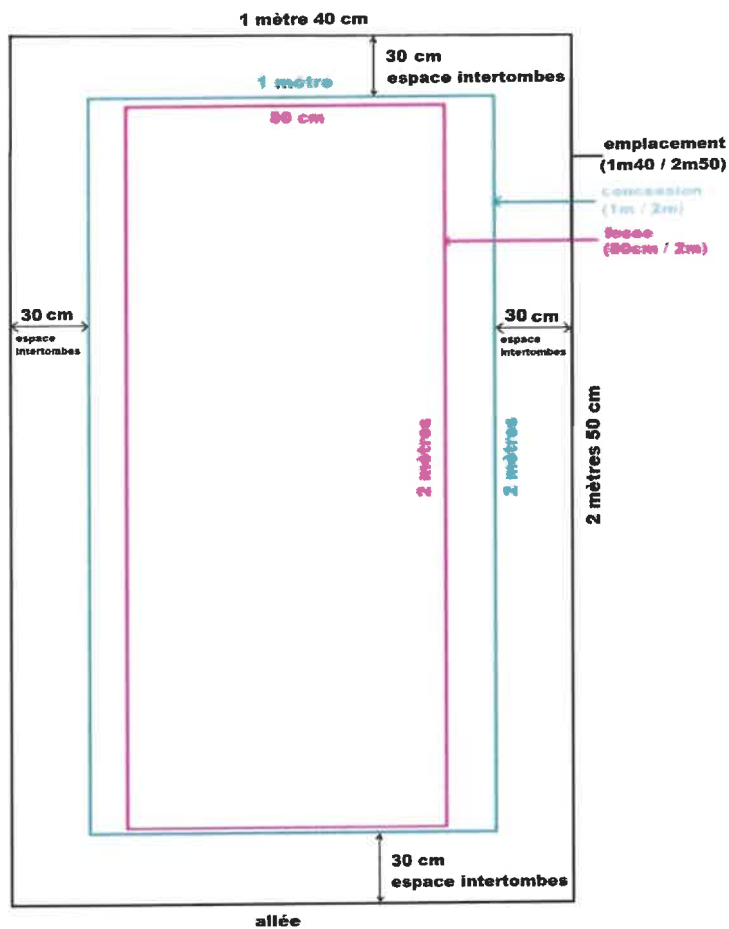 1 mètre 40 cm
30 cm
espace intertombes
1 mètre
80 cm
emplacement
(1m40 / 2m50)
concession
(1m / 2m)
fosse
(80cm / 2m)
30 cm
espace
intertombes
30 cm
espace
intertombes
2 mètres
2 mètres
2 mètres 50 cm
30 cm
espace intertombes
allée